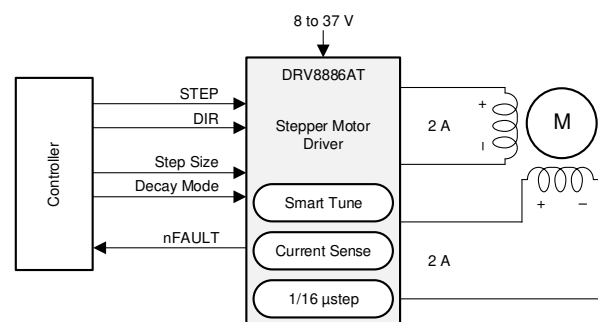 8 to 37 V
DRV8886AT
STEP
DIR
Controller
Stepper Motor
Driver
+
2 A
−
M
Step Size
Decay Mode
Smart Tune
+ −
nFAULT
Current Sense
2 A
1/16 µstep